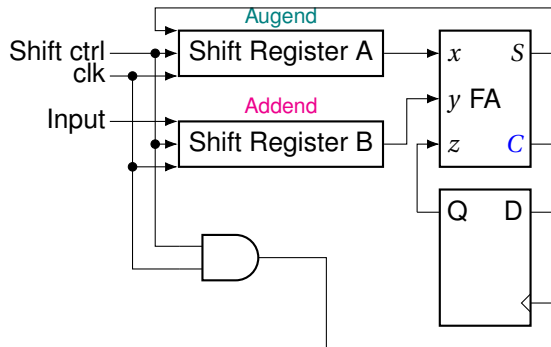 Augend
Shift ctrl
Shift Register A
x
S
clk
Addend
y FA
Input
Shift Register B
z
C
Q
D